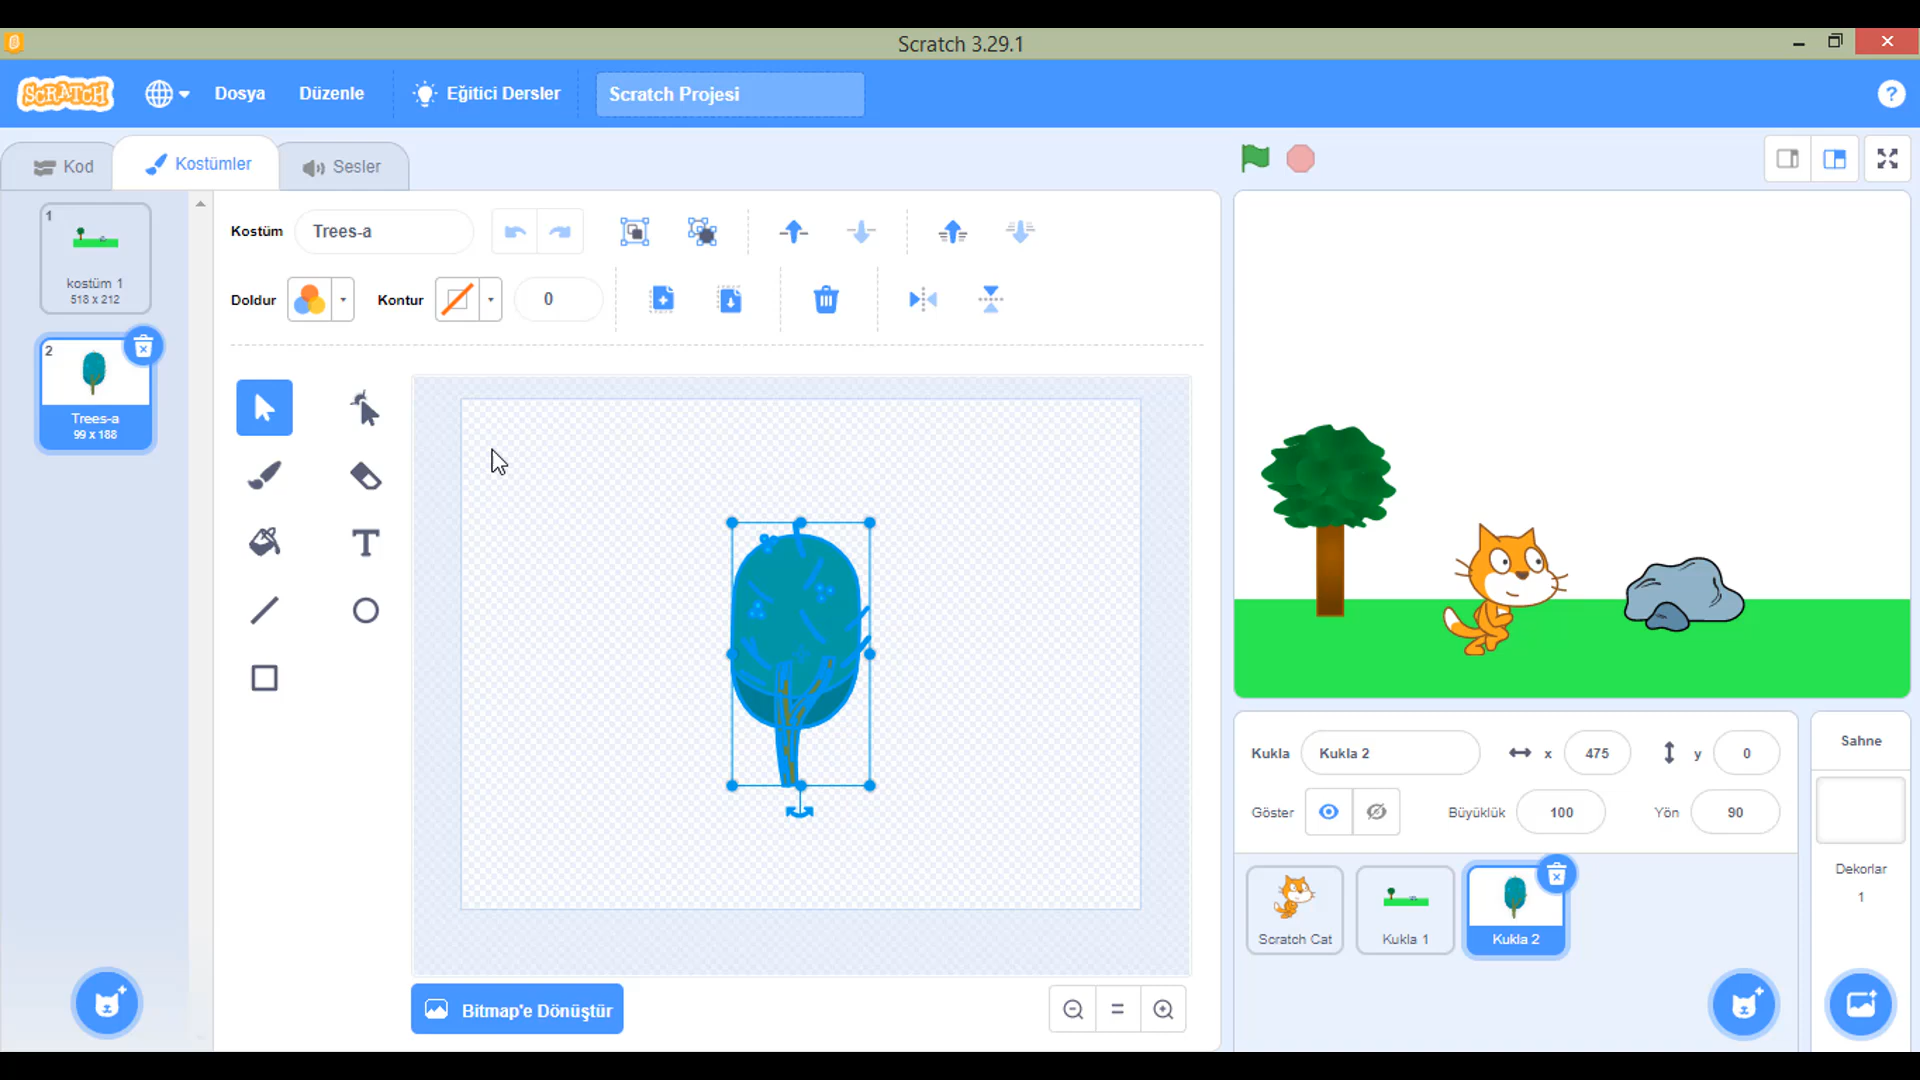 Scratch 3.29.1
SCRATCH
Dosya
Düzenle
Eğitici Dersler
Scratch Projesi
?
Kod
Kostümler
Sesler
1
kostüm 1
518 x 212
2
Trees-a
99 x 188
Kostüm
Trees-a
Doldur
Kontur
0
T
Bitmap'e Dönüştür
=
Kukla
Kukla 2
x
475
y
0
Göster
Büyüklük
100
Yön
90
Scratch Cat
Kukla 1
Kukla 2
Sahne
Dekorlar
1